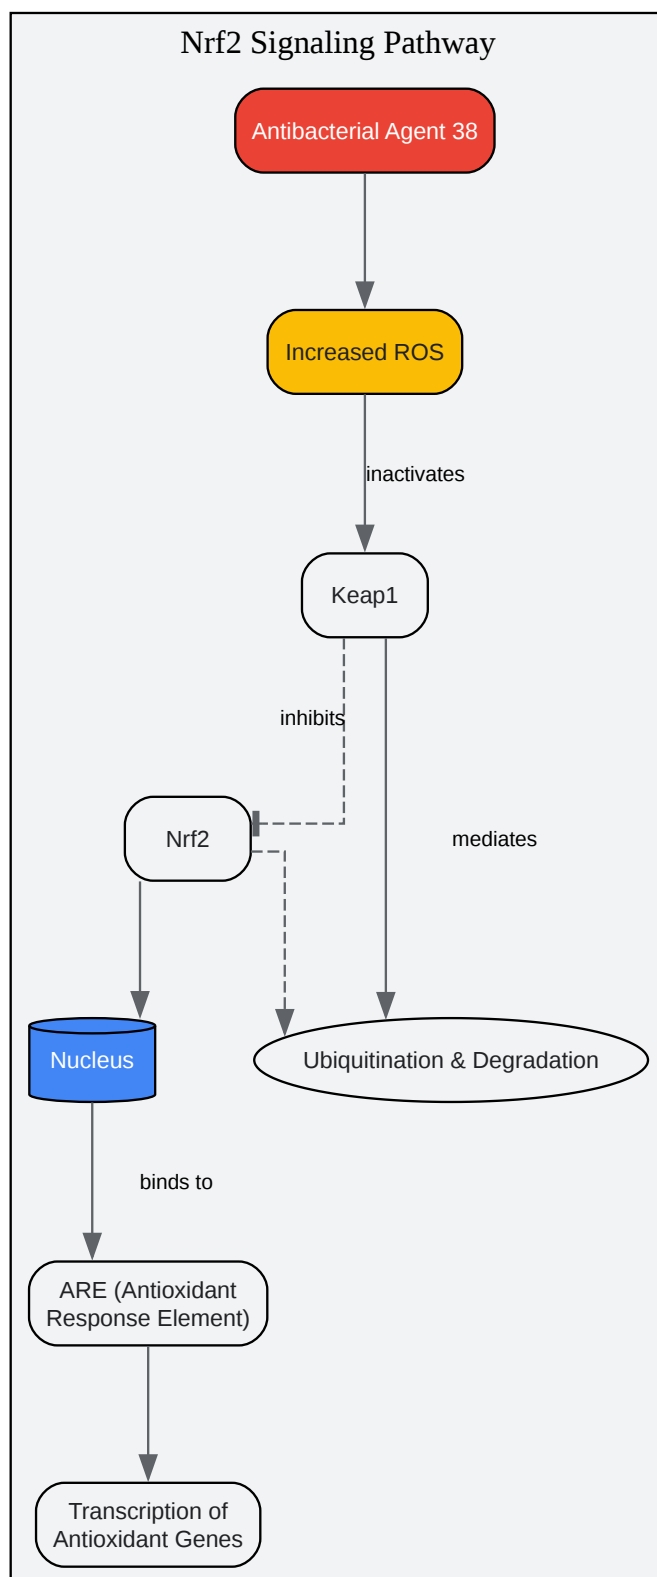 Nrf2 Signaling Pathway
Antibacterial Agent 38
Increased ROS
inactivates
Keap1
inhibits
Nrf2
mediates
Nucleus
Ubiquitination & Degradation
binds to
ARE (Antioxidant
Response Element)
Transcription of
Antioxidant Genes